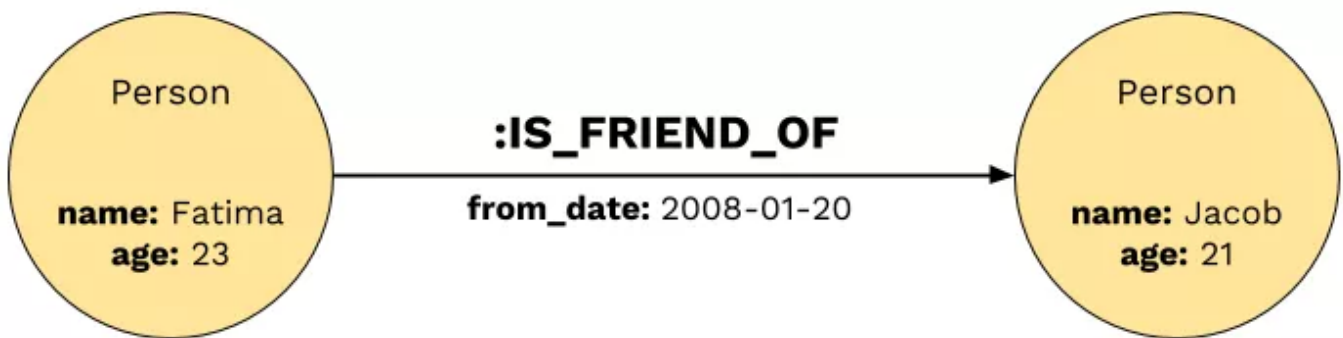 Person
name: Fatima
age: 23
:IS_FRIEND_OF
from_date: 2008-01-20
Person
name: Jacob
age: 21